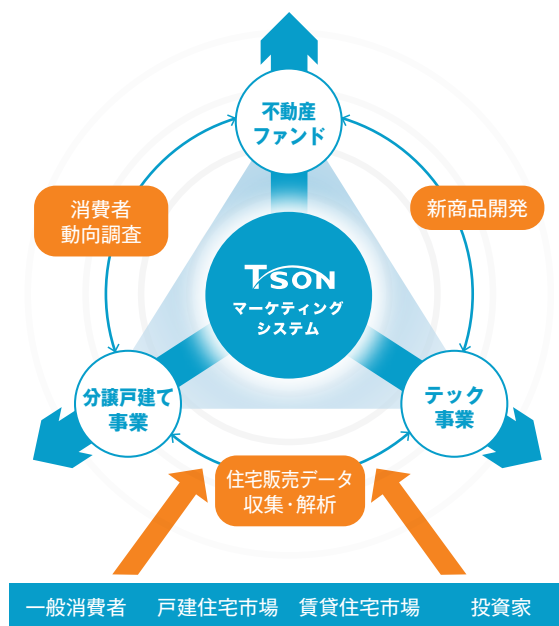 不動産
ファンド
消費者
動向調査
新商品開発
TSON
マーケティング
システム
分譲戸建て
事業
テック
事業
住宅販売データ
収集・解析
一般消費者 戸建住宅市場 賃貸住宅市場 投資家